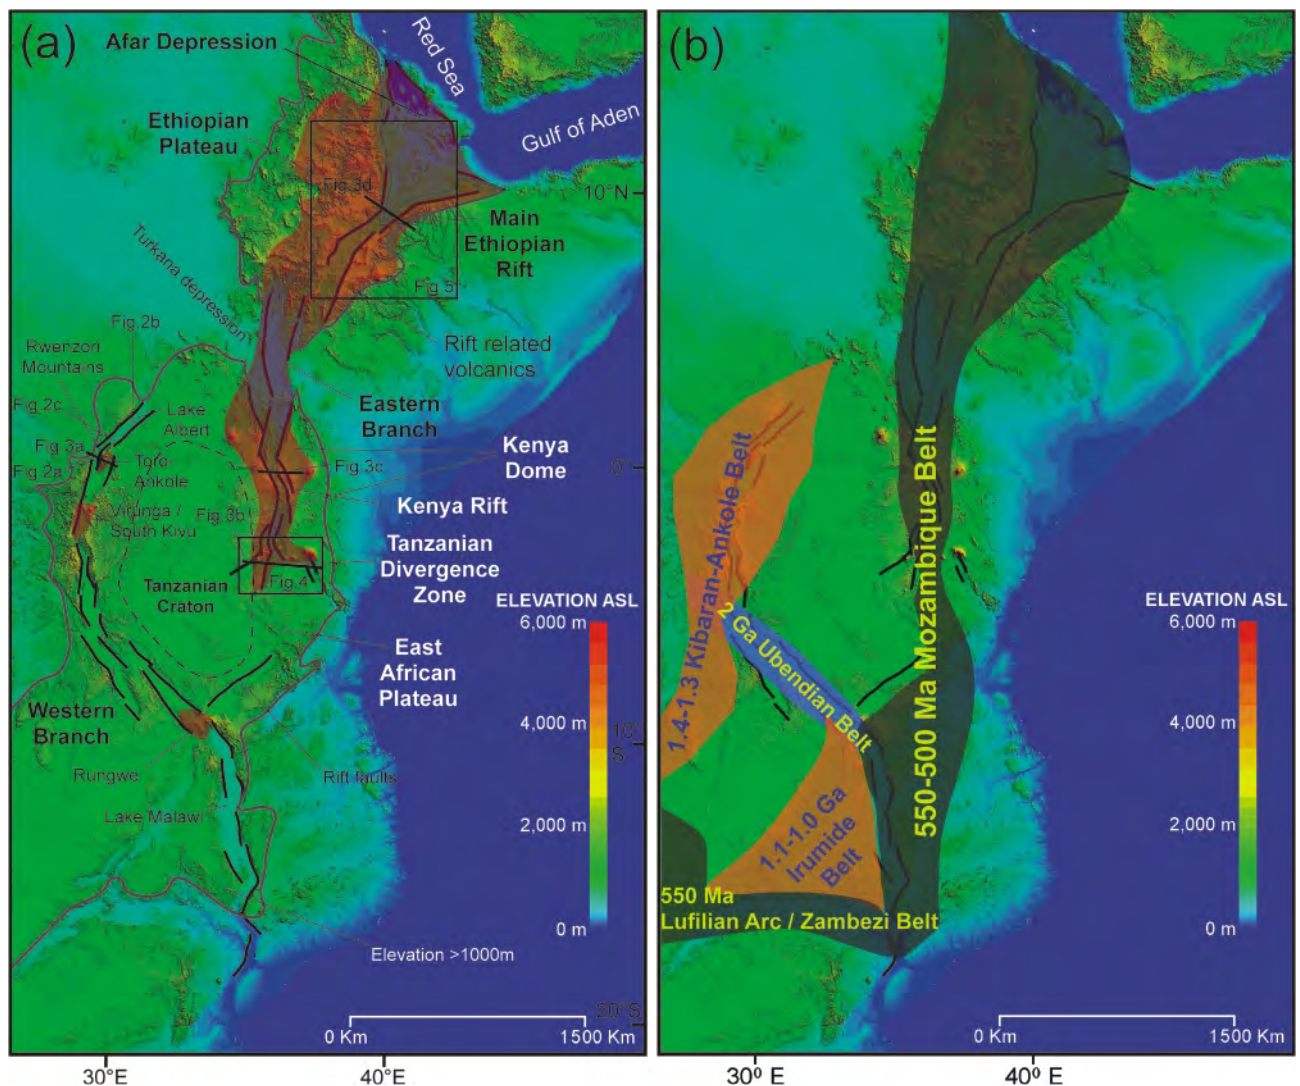 (a)
Afar Depression
Red Sea
Ethiopian
Plateau
Gulf of Aden
Fig.3d
10°N
Main
Ethiopian
Rift
Turkana depression
Fig.5
Fig.2b
Rwenzori
Mountains
Rift related
volcanics
Fig.2c
Lake
Albert
Eastern
Branch
Fig.3a
Toro-
Ankole
Fig.2a
Kenya
Dome
Fig.3c
0°
Virunga /
South Kivu
Fig.3b
Kenya Rift
Tanzanian
Divergence
Zone
Fig.4
Tanzanian
Craton
ELEVATION ASL
6,000 m
4,000 m
2,000 m
0 m
East
African
Plateau
Western
Branch
10°
S
Rungwe
Rift faults
Lake Malawi
Elevation >1000m
20°S
0 Km
1500 Km
30°E
40°E
(b)
1.4-1.3 Kibaran-Ankole Belt
2 Ga Ubendian Belt
550-500 Ma Mozambique Belt
1.1-1.0 Ga
Irumide
Belt
550 Ma
Lufilian Arc / Zambezi Belt
ELEVATION ASL
6,000 m
4,000 m
2,000 m
0 m
0 Km
1500 Km
30⁰ E
40⁰ E